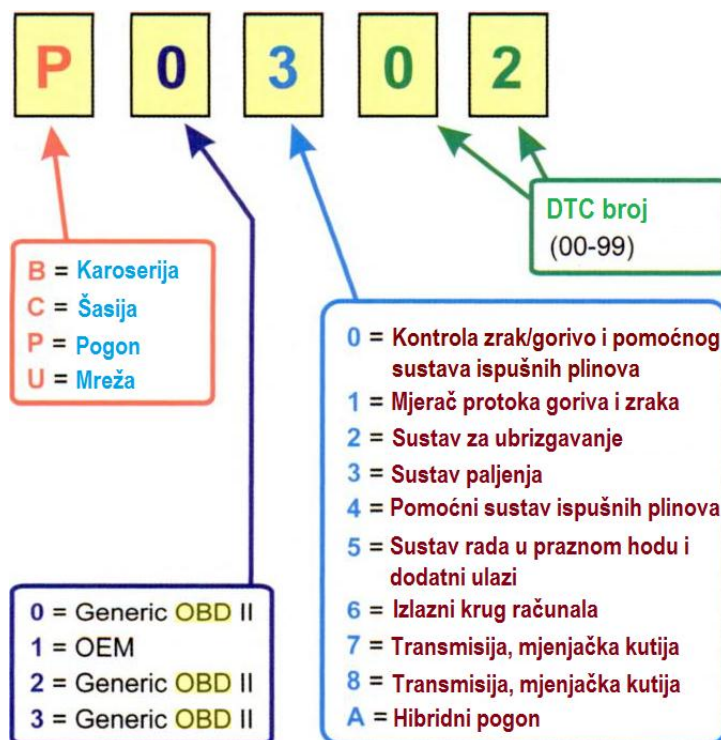 P 0 3 0 2
DTC broj
(00-99)
B = Karoserija
C = Šasija
P = Pogon
U = Mreža
0 = Kontrola zrak/gorivo i pomoćnog
sustava ispušnih plinova
1 = Mjerač protoka goriva i zraka
2 = Sustav za ubrizgavanje
3 = Sustav paljenja
4 = Pomoćni sustav ispušnih plinova
5 = Sustav rada u praznom hodu i
dodatni ulazi
6 = Izlazni krug računala
7 = Transmisija, mjenjačka kutija
8 = Transmisija, mjenjačka kutija
A = Hibridni pogon
0 = Generic OBD II
1 = OEM
2 = Generic OBD II
3 = Generic OBD II